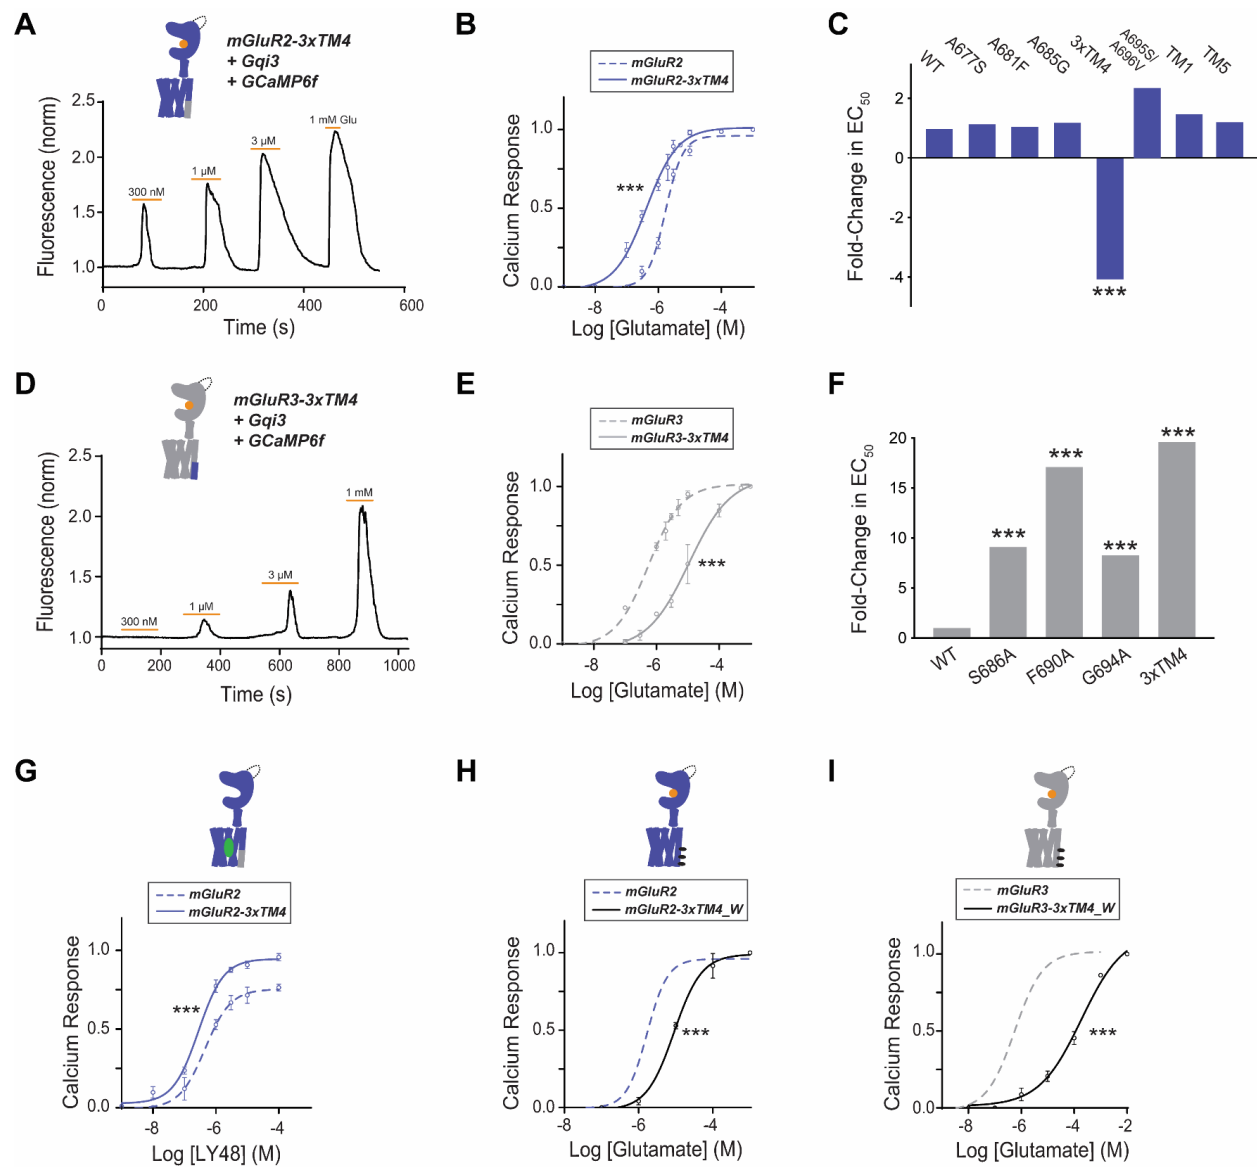 A
mGluR2-3xTM4
+ Gqi3
+ GCaMP6f
Fluorescence (norm)
2.5
2.0
1.5
1.0
300 nM
1 µM
3 µM
1 mM Glu
0
200
400
600
Time (s)
B
mGluR2
mGluR2-3xTM4
Calcium Response
1.0
0.5
0.0
***
-8
-6
-4
Log [Glutamate] (M)
C
WT
A677S
A681F
A685G
3xTM4
A695S/
A696V
TM1
TM5
Fold-Change in EC50
2
0
-2
-4
***
D
mGluR3-3xTM4
+ Gqi3
+ GCaMP6f
Fluorescence (norm)
2.5
2.0
1.5
1.0
300 nM
1 µM
3 µM
1 mM
0
200
400
600
800
1000
Time (s)
E
mGluR3
mGluR3-3xTM4
Calcium Response
1.0
0.5
0.0
***
-8
-6
-4
Log [Glutamate] (M)
F
Fold-Change in EC50
20
15
10
5
0
***
***
***
***
WT
S686A
F690A
G694A
3xTM4
G
mGluR2
mGluR2-3xTM4
Calcium Response
1.0
0.5
0.0
***
-8
-6
-4
Log [LY48] (M)
H
mGluR2
mGluR2-3xTM4_W
Calcium Response
1.0
0.5
0.0
***
-8
-6
-4
Log [Glutamate] (M)
I
mGluR3
mGluR3-3xTM4_W
Calcium Response
1.0
0.5
0.0
***
-8
-6
-4
-2
Log [Glutamate] (M)